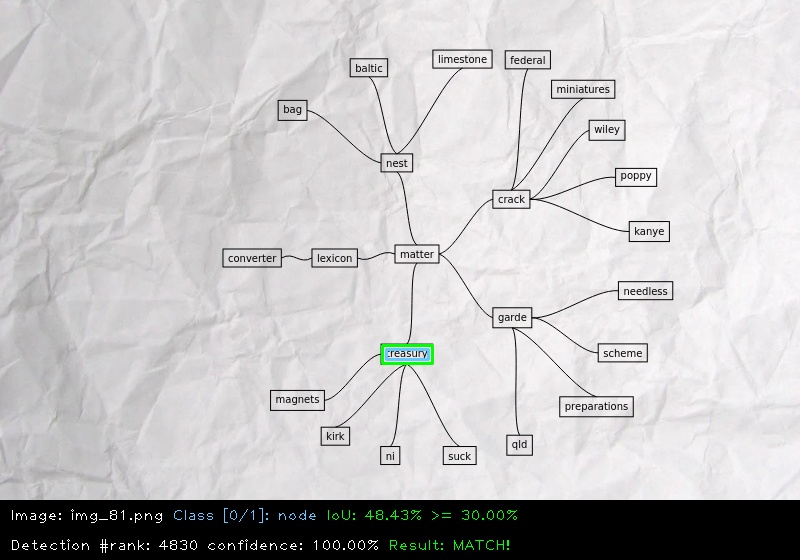 limestone
federal
baltic
miniatures
bag
wiley
nest
poppy
crack
kanye
matter
converter
lexicon
needless
garde
treasury
scheme
magnets
preparations
kirk
qld
ni
suck
Image: img_81.png Class [0/1]: node IoU: 48.43% >= 30.00%
Detection #rank: 4830 confidence: 100.00% Result: MATCH!